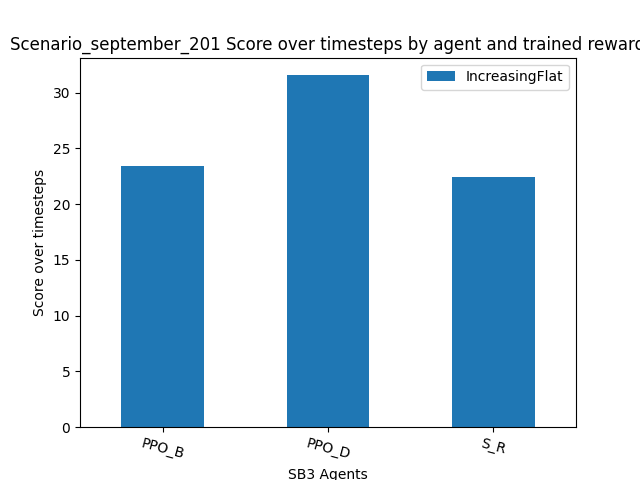 Scenario_september_201 Score over timesteps by agent and trained reward
IncreasingFlat
Score over timesteps
30
25
20
15
10
5
0
PPO_B
PPO_D
S_R
SB3 Agents